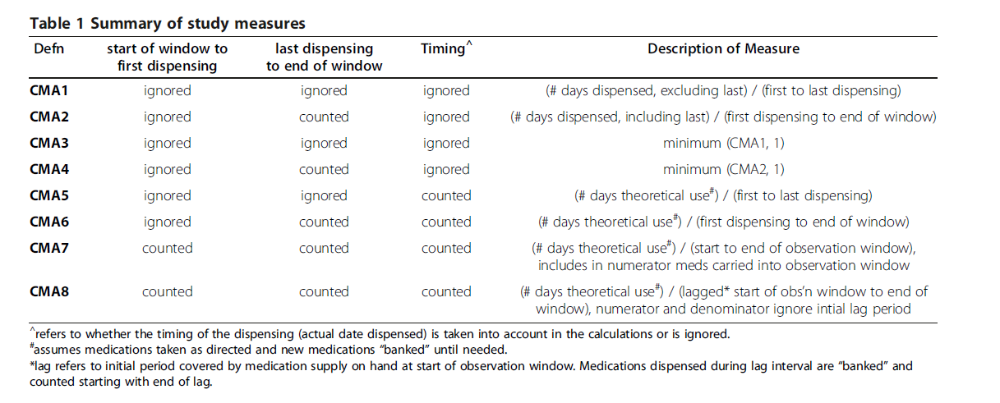 Table 1 Summary of study measures
Defn start of window to first dispensing last dispensing to end of window Timing^ Description of Measure
CMA1 ignored ignored ignored (# days dispensed, excluding last) / (first to last dispensing)
CMA2 ignored counted ignored (# days dispensed, including last) / (first dispensing to end of window)
CMA3 ignored ignored ignored minimum (CMA1, 1)
CMA4 ignored counted ignored minimum (CMA2, 1)
CMA5 ignored ignored counted (# days theoretical use#) / (first to last dispensing)
CMA6 ignored counted counted (# days theoretical use#) / (first dispensing to end of window)
CMA7 counted counted counted (# days theoretical use#) / (start to end of observation window),
includes in numerator meds carried into observation window
CMA8 counted counted counted (# days theoretical use#) / (lagged* start of obs'n window to end of
window), numerator and denominator ignore intial lag period
^refers to whether the timing of the dispensing (actual date dispensed) is taken into account in the calculations or is ignored.
#assumes medications taken as directed and new medications “banked” until needed.
*lag refers to initial period covered by medication supply on hand at start of observation window. Medications dispensed during lag interval are “banked” and
counted starting with end of lag.